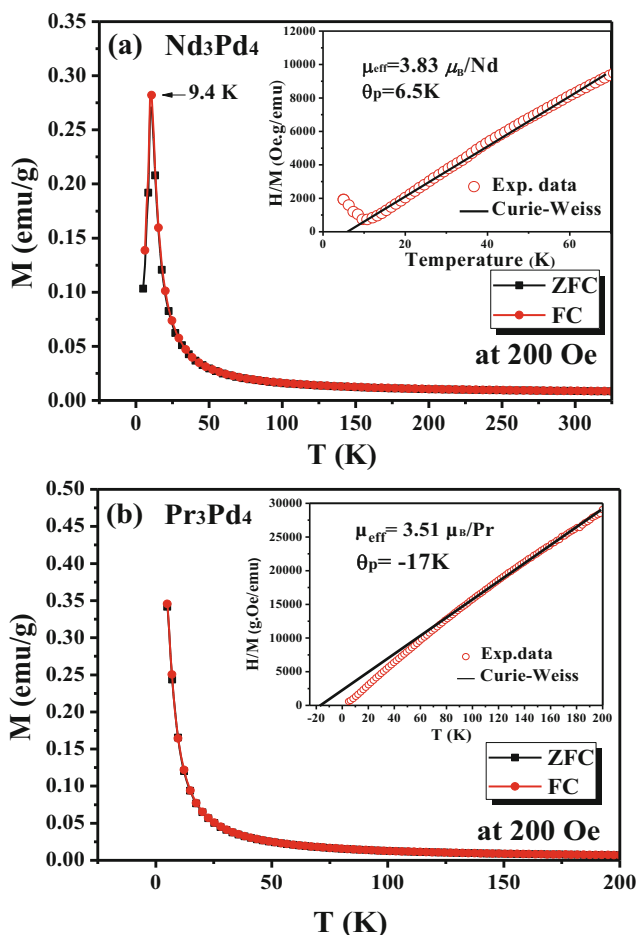 (a) Nd₃Pd₄
0.35
0.30
0.25
0.20
0.15
0.10
0.05
0.00
M (emu/g)
9.4 K
12000
10000
8000
6000
4000
2000
0
H/M (Oe.g/emu)
μeff=3.83 μB/Nd
θp=6.5K
Exp. data
Curie-Weiss
0 20 40 60
Temperature (K)
ZFC
FC
at 200 Oe
0 50 100 150 200 250 300
T (K)
(b) Pr₃Pd₄
0.50
0.45
0.40
0.35
0.30
0.25
0.20
0.15
0.10
0.05
0.00
M (emu/g)
30000
25000
20000
15000
10000
5000
0
H/M (g.Oe/emu)
μeff = 3.51 μB/Pr
θp= -17K
Exp.data
Curie-Weiss
-20 0 20 40 60 80 100 120 140 160 180 200
T (K)
ZFC
FC
at 200 Oe
0 50 100 150 200
T (K)